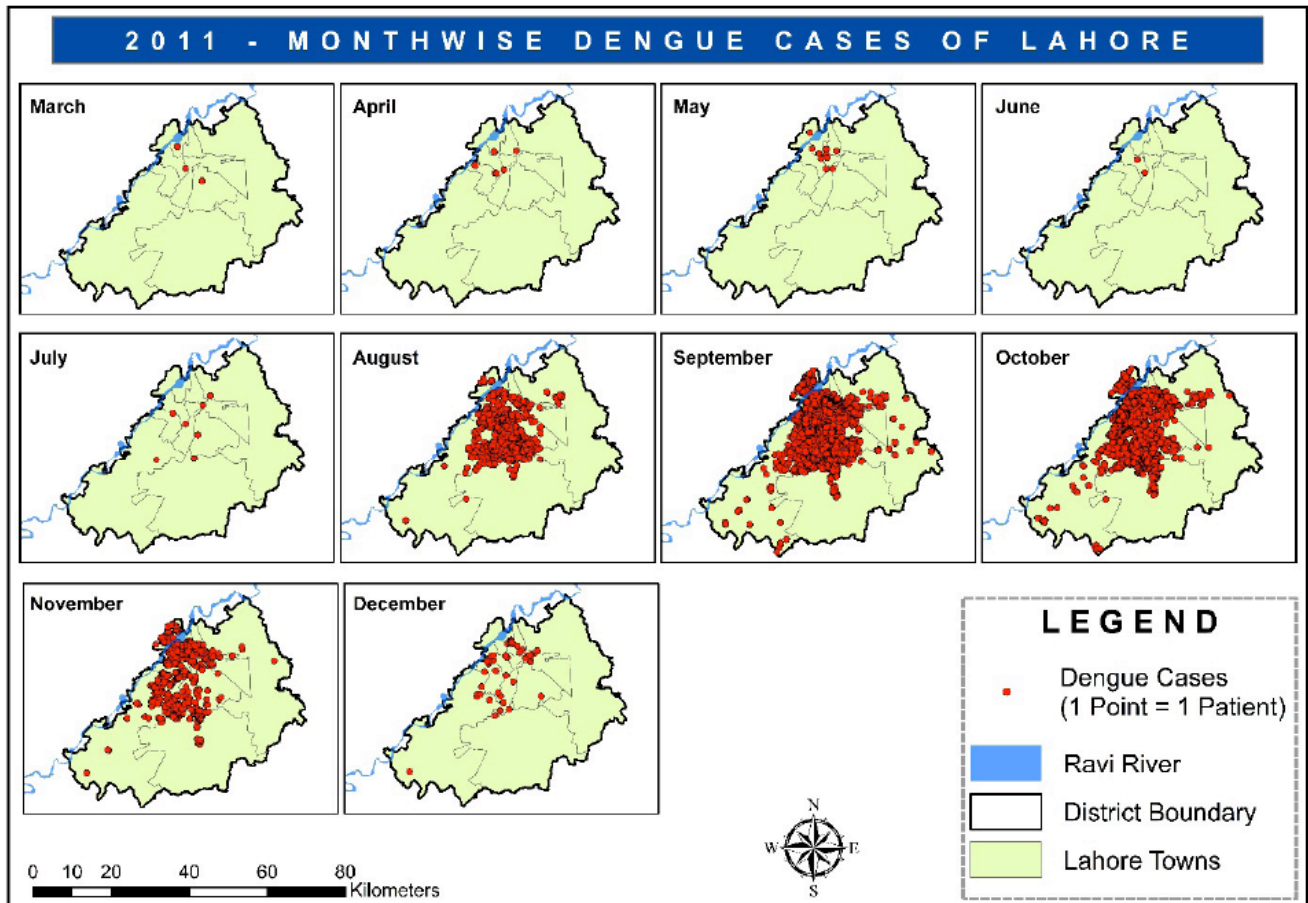 2011 - MONTHWISE DENGUE CASES OF LAHORE
March
April
May
June
July
August
September
October
November
December
LEGEND
Dengue Cases
(1 Point = 1 Patient)
Ravi River
District Boundary
Lahore Towns
N
W E
S
0 10 20 40 60 80
Kilometers